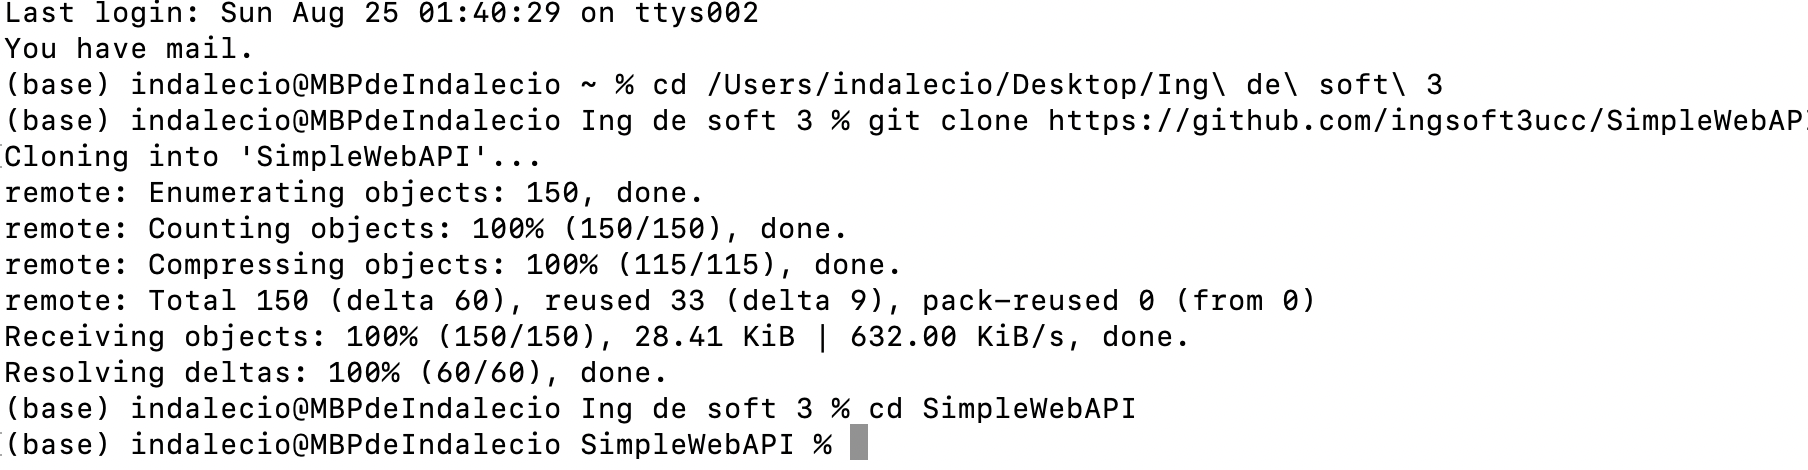 Last login: Sun Aug 25 01:40:29 on ttys002
You have mail.
(base) indalecio@MBPdeIndalecio ~ % cd /Users/indalecio/Desktop/Ing\ de\ soft\ 3
(base) indalecio@MBPdeIndalecio Ing de soft 3 % git clone https://github.com/ingsoft3ucc/SimpleWebAPI
Cloning into 'SimpleWebAPI'...
remote: Enumerating objects: 150, done.
remote: Counting objects: 100% (150/150), done.
remote: Compressing objects: 100% (115/115), done.
remote: Total 150 (delta 60), reused 33 (delta 9), pack-reused 0 (from 0)
Receiving objects: 100% (150/150), 28.41 KiB | 632.00 KiB/s, done.
Resolving deltas: 100% (60/60), done.
(base) indalecio@MBPdeIndalecio Ing de soft 3 % cd SimpleWebAPI
(base) indalecio@MBPdeIndalecio SimpleWebAPI %